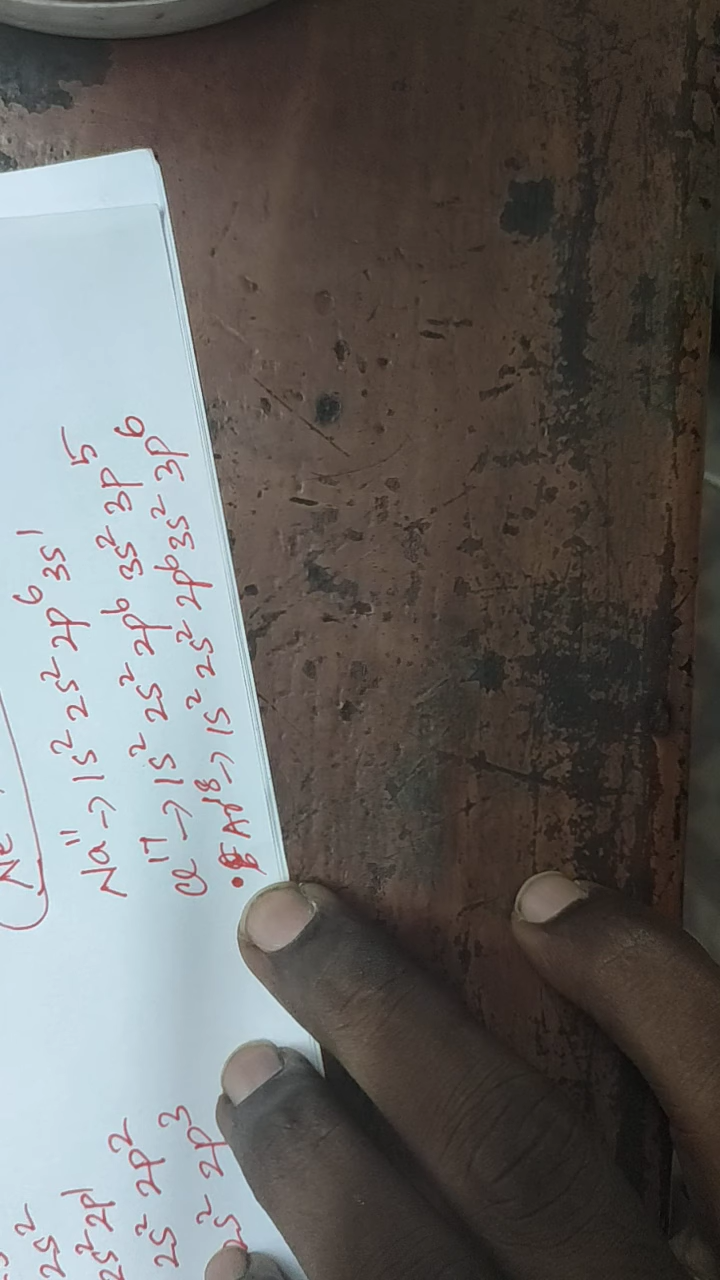 Ne
Na¹¹ → 1s² 2s² 2p⁶ 3s¹
Cl¹⁷ → 1s² 2s² 2p⁶ 3s² 3p⁵
Ar¹⁸ → 1s² 2s² 2p⁶ 3s² 3p⁶
2s²
2s² 2p¹
2s² 2p²
2s² 2p³